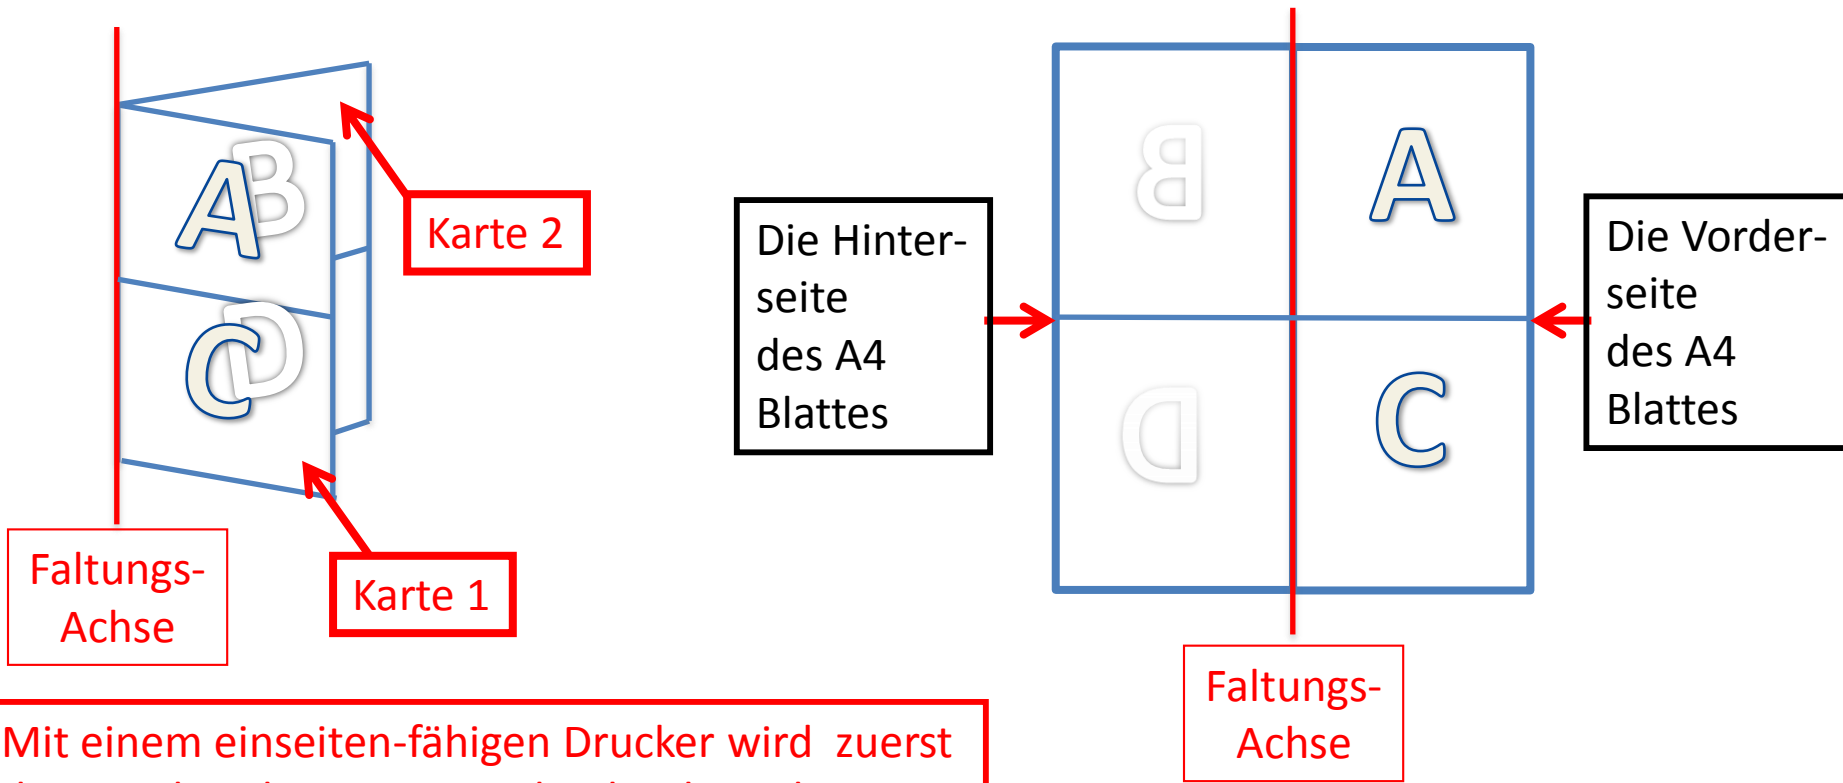 A
B
Karte 2
C
D
Karte 1
Faltungs-
Achse
Die Hinter-
seite
des A4
Blattes
B
A
D
C
Die Vorder-
seite
des A4
Blattes
Faltungs-
Achse
Mit einem einseiten-fähigen Drucker wird zuerst